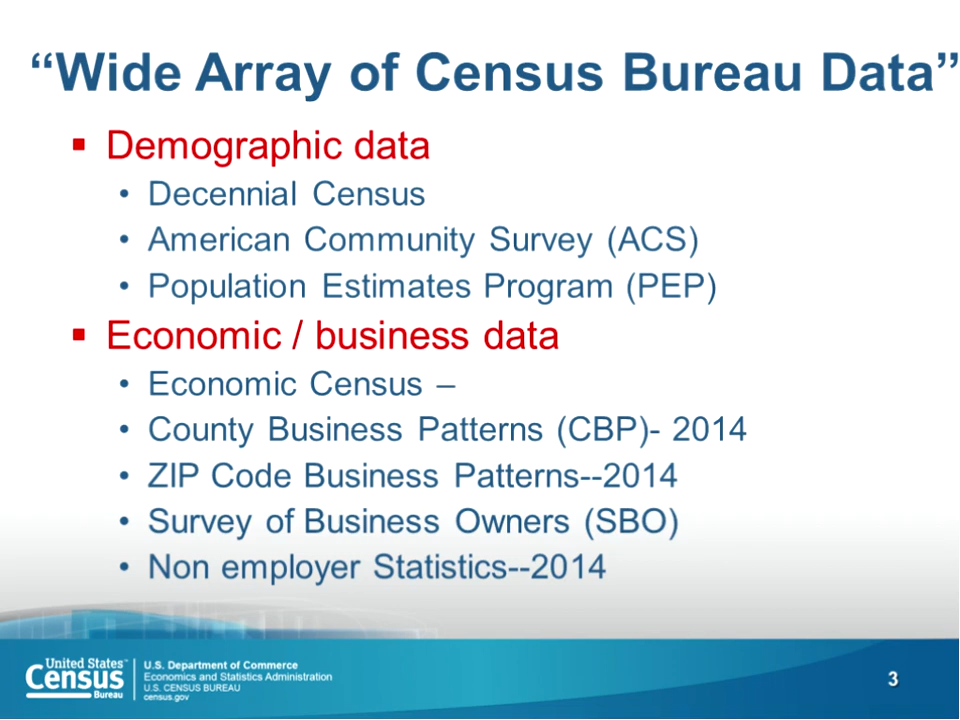 “Wide Array of Census Bureau Data”
▪ Demographic data
• Decennial Census
• American Community Survey (ACS)
• Population Estimates Program (PEP)
▪ Economic / business data
• Economic Census –
• County Business Patterns (CBP)- 2014
• ZIP Code Business Patterns--2014
• Survey of Business Owners (SBO)
• Non employer Statistics--2014
United States™
Census
Bureau
U.S. Department of Commerce
Economics and Statistics Administration
U.S. CENSUS BUREAU
census.gov
3